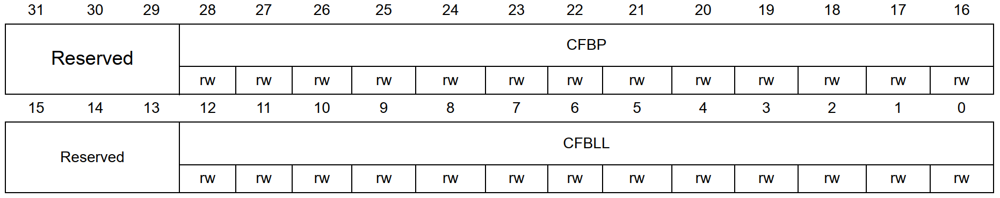 31 30 29 28 27 26 25 24 23 22 21 20 19 18 17 16
Reserved CFBP
rw rw rw rw rw rw rw rw rw rw rw rw rw
15 14 13 12 11 10 9 8 7 6 5 4 3 2 1 0
Reserved CFBLL
rw rw rw rw rw rw rw rw rw rw rw rw rw